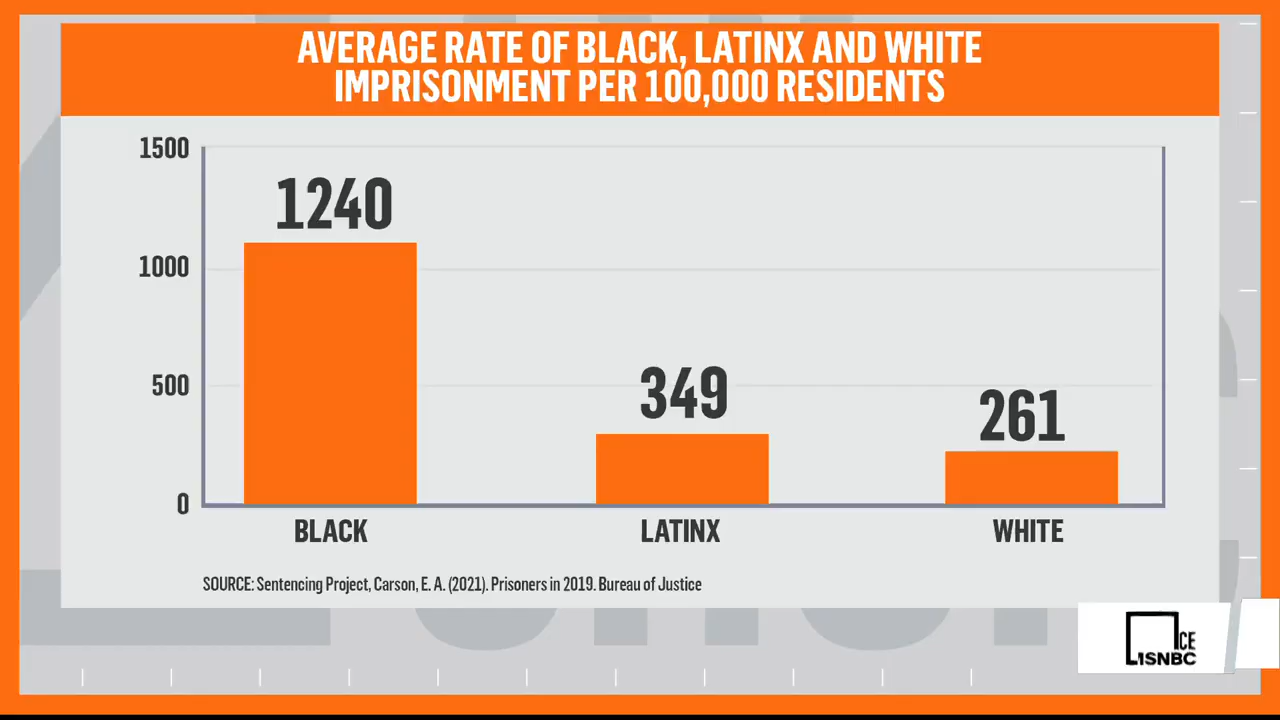 AVERAGE RATE OF BLACK, LATINX AND WHITE
IMPRISONMENT PER 100,000 RESIDENTS
1500
1240
1000
500
349
261
0
BLACK LATINX WHITE
SOURCE: Sentencing Project, Carson, E. A. (2021). Prisoners in 2019. Bureau of Justice